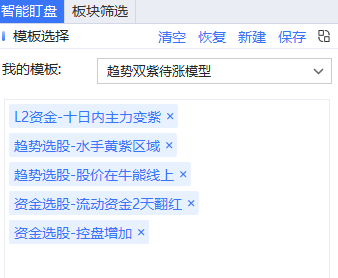 智能盯盘 板块筛选
模板选择 清空 恢复 新建 保存
我的模板: 趋势双紫待涨模型
L2资金-十日内主力变紫 ×
趋势选股-水手黄紫区域 ×
趋势选股-股价在牛熊线上 ×
资金选股-流动资金2天翻红 ×
资金选股-控盘增加 ×